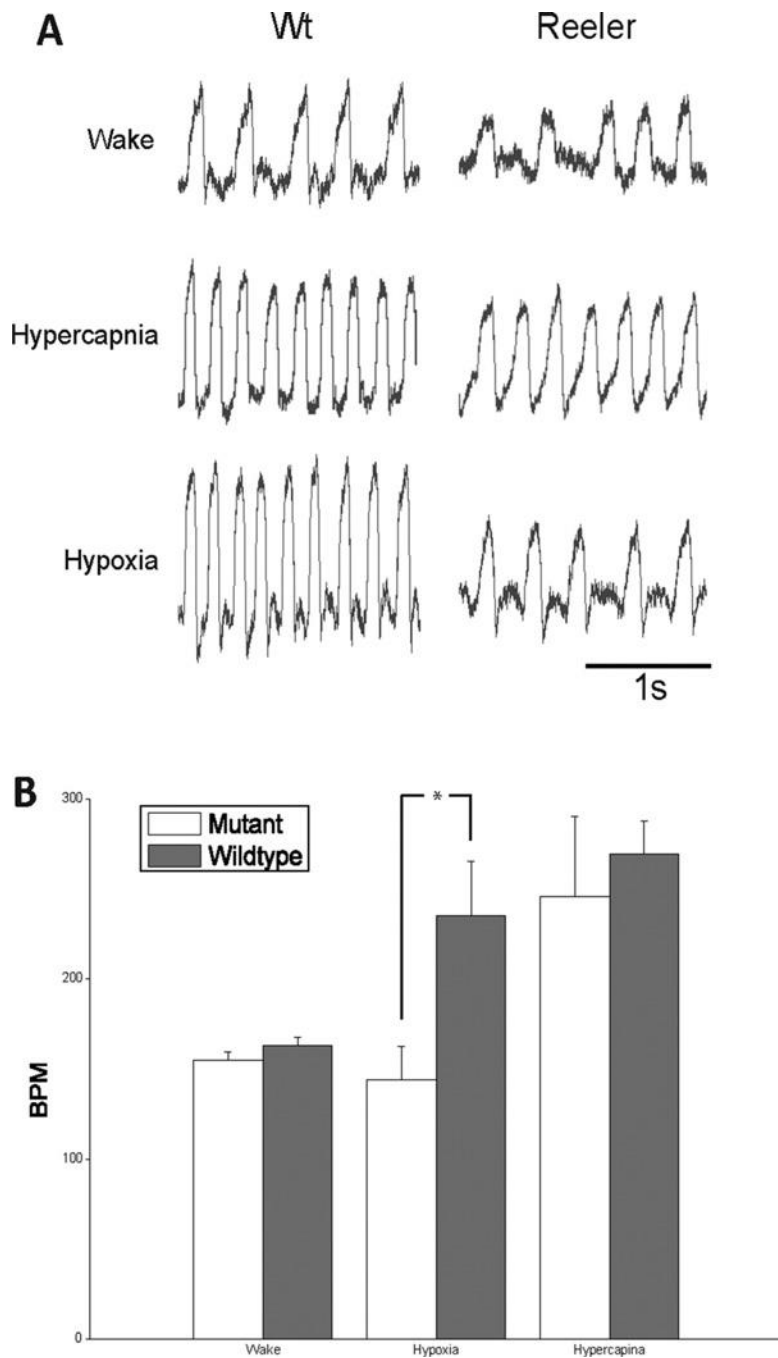 A
Wt Reeler
Wake
Hypercapnia
Hypoxia
1s
B
300
*
Mutant
Wildtype
200
BPM
100
0
Wake Hypoxia Hypercapina